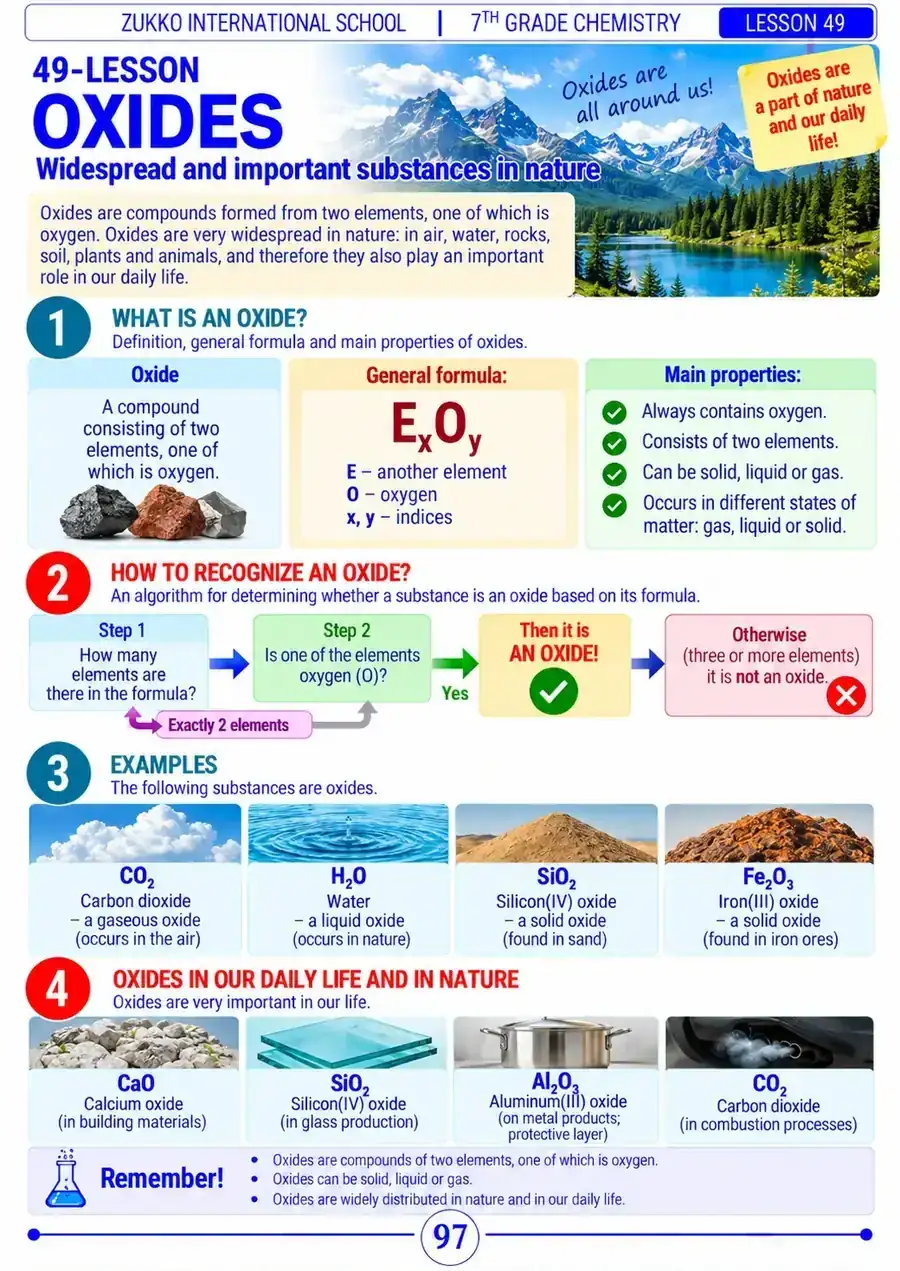 ZUKKO INTERNATIONAL SCHOOL | 7TH GRADE CHEMISTRY LESSON 49
49-LESSON
OXIDES
Widespread and important substances in nature
Oxides are
all around us!
Oxides are
a part of nature
and our daily
life!
Oxides are compounds formed from two elements, one of which is
oxygen. Oxides are very widespread in nature: in air, water, rocks,
soil, plants and animals, and therefore they also play an important
role in our daily life.
1 WHAT IS AN OXIDE?
Definition, general formula and main properties of oxides.
Oxide
A compound
consisting of two
elements, one of
which is oxygen.
General formula:
ExOy
E – another element
O – oxygen
x, y – indices
Main properties:
Always contains oxygen.
Consists of two elements.
Can be solid, liquid or gas.
Occurs in different states of
matter: gas, liquid or solid.
2 HOW TO RECOGNIZE AN OXIDE?
An algorithm for determining whether a substance is an oxide based on its formula.
Step 1
How many
elements are
there in the formula?
Exactly 2 elements
Step 2
Is one of the elements
oxygen (O)?
Yes
Then it is
AN OXIDE!
Otherwise
(three or more elements)
it is not an oxide.
3 EXAMPLES
The following substances are oxides.
CO₂
Carbon dioxide
– a gaseous oxide
(occurs in the air)
H₂O
Water
– a liquid oxide
(occurs in nature)
SiO₂
Silicon(IV) oxide
– a solid oxide
(found in sand)
Fe₂O₃
Iron(III) oxide
– a solid oxide
(found in iron ores)
4 OXIDES IN OUR DAILY LIFE AND IN NATURE
Oxides are very important in our life.
CaO
Calcium oxide
(in building materials)
SiO₂
Silicon(IV) oxide
(in glass production)
Al₂O₃
Aluminum(III) oxide
(on metal products;
protective layer)
CO₂
Carbon dioxide
(in combustion processes)
Remember!
• Oxides are compounds of two elements, one of which is oxygen.
• Oxides can be solid, liquid or gas.
• Oxides are widely distributed in nature and in our daily life.
97